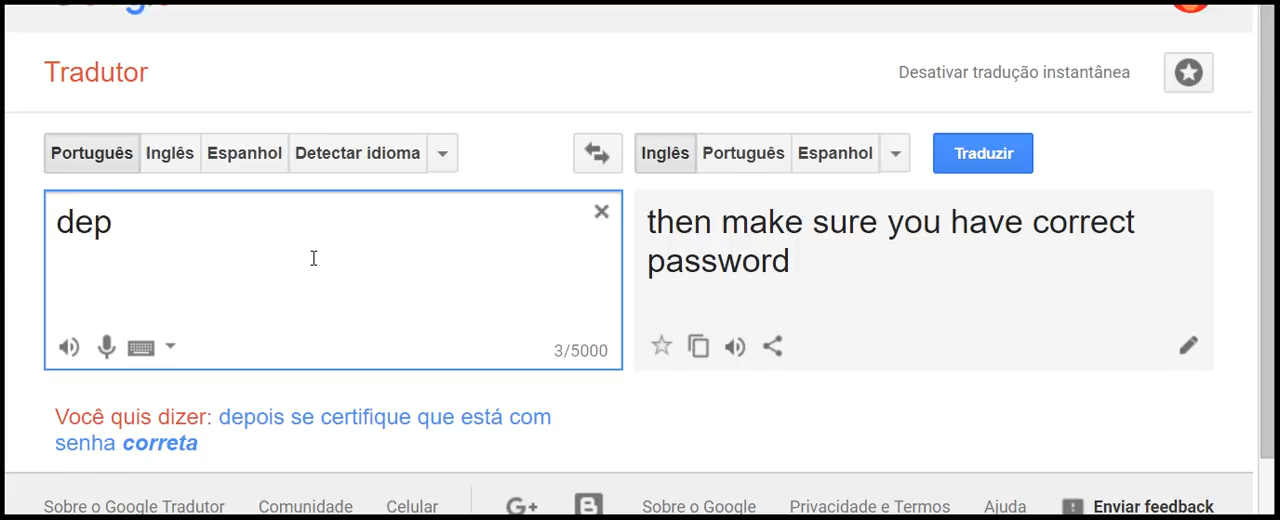 Tradutor
Desativar tradução instantânea
Português Inglês Espanhol Detectar idioma
Inglês Português Espanhol
Traduzir
dep
3/5000
then make sure you have correct
password
Você quis dizer: depois se certifique que está com
senha correta
Sobre o Google Tradutor Comunidade Celular G+ Sobre o Google Privacidade e Termos Ajuda Enviar feedback